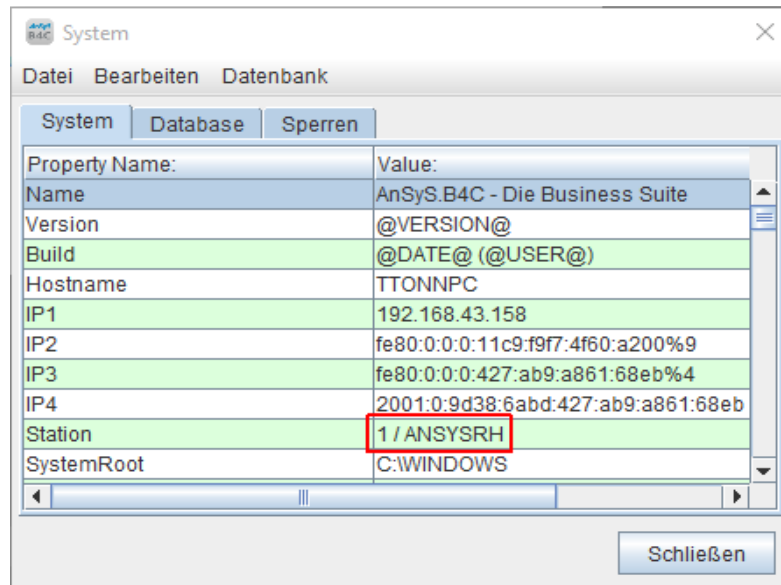 AnSyS B4C System
Datei Bearbeiten Datenbank
System Database Sperren
Property Name: Value:
Name AnSyS.B4C - Die Business Suite
Version @VERSION@
Build @DATE@ (@USER@)
Hostname TTONNPC
IP1 192.168.43.158
IP2 fe80:0:0:0:11c9:f9f7:4f60:a200%9
IP3 fe80:0:0:0:427:ab9:a861:68eb%4
IP4 2001:0:9d38:6abd:427:ab9:a861:68eb
Station 1 / ANSYSRH
SystemRoot C:\WINDOWS
Schließen